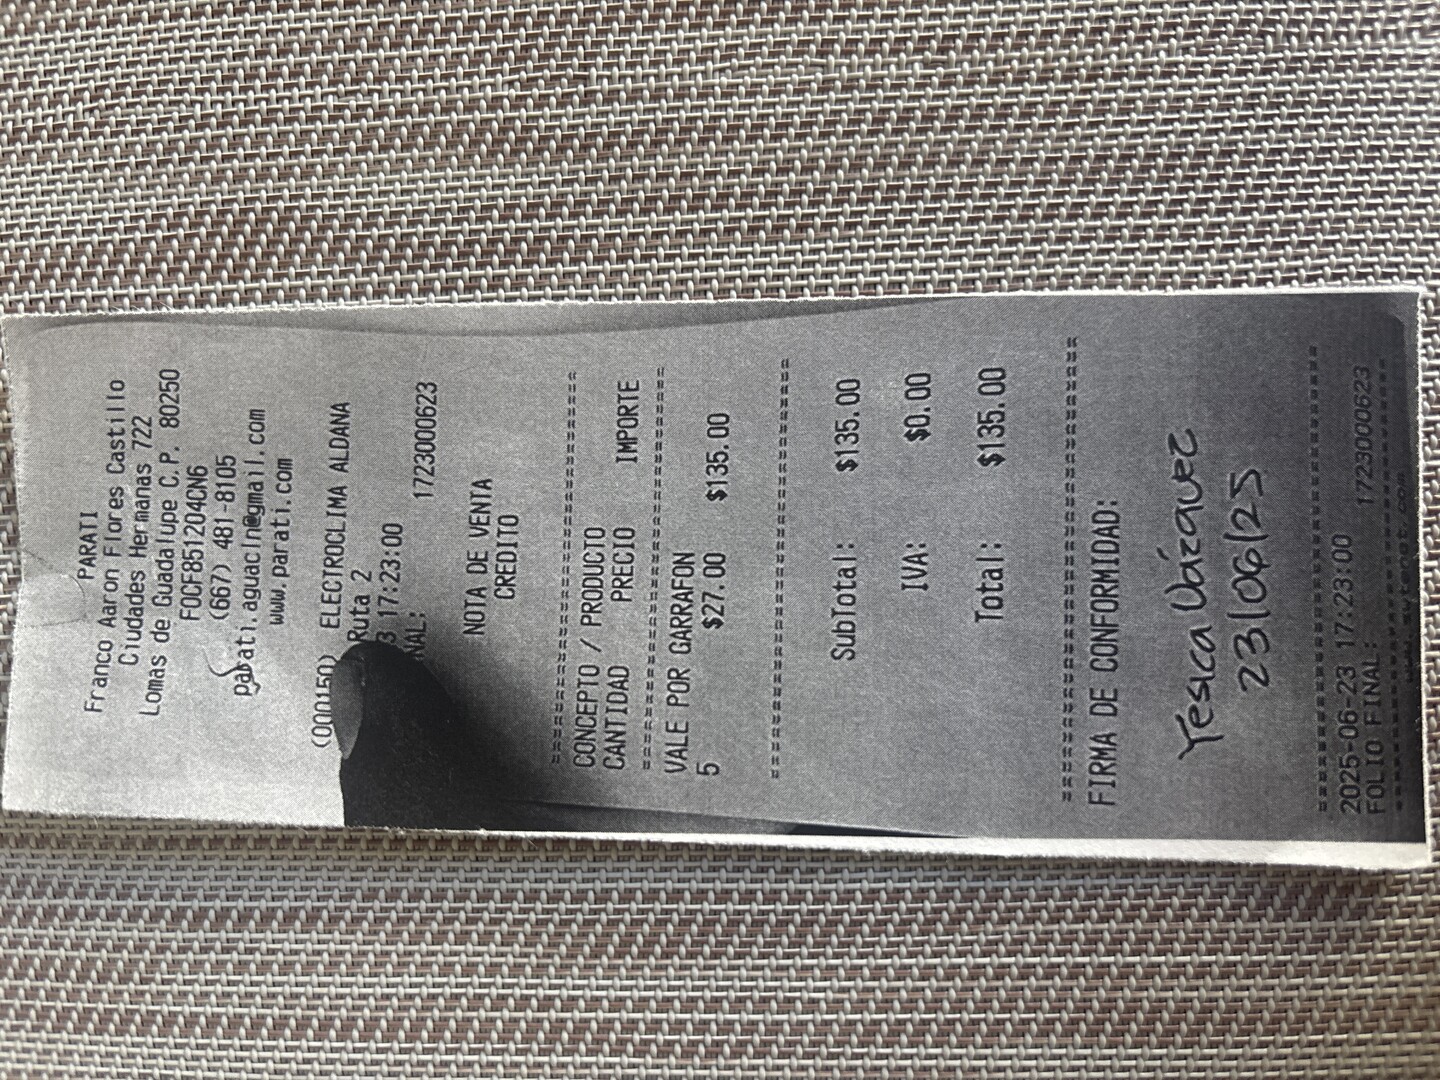 PARATI
Franco Aaron Flores Castillo
Ciudades Hermanas 722
Lomas de Guadalupe C.P. 80250
FOCF851204CN6
(667) 481-8105
parati.aguacln@gmail.com
www.parati.com
(000150) ELECTROCLIMA ALDANA
Ruta 2
3 17:23:00
NAL: 1723000623
NOTA DE VENTA
CREDITO
CONCEPTO / PRODUCTO
CANTIDAD PRECIO IMPORTE
VALE POR GARRAFON
5 $27.00 $135.00
SubTotal: $135.00
IVA: $0.00
Total: $135.00
FIRMA DE CONFORMIDAD:
Yesica Vázquez
23/06/25
2025-06-23 17:23:00
FOLIO FINAL: 1723000623